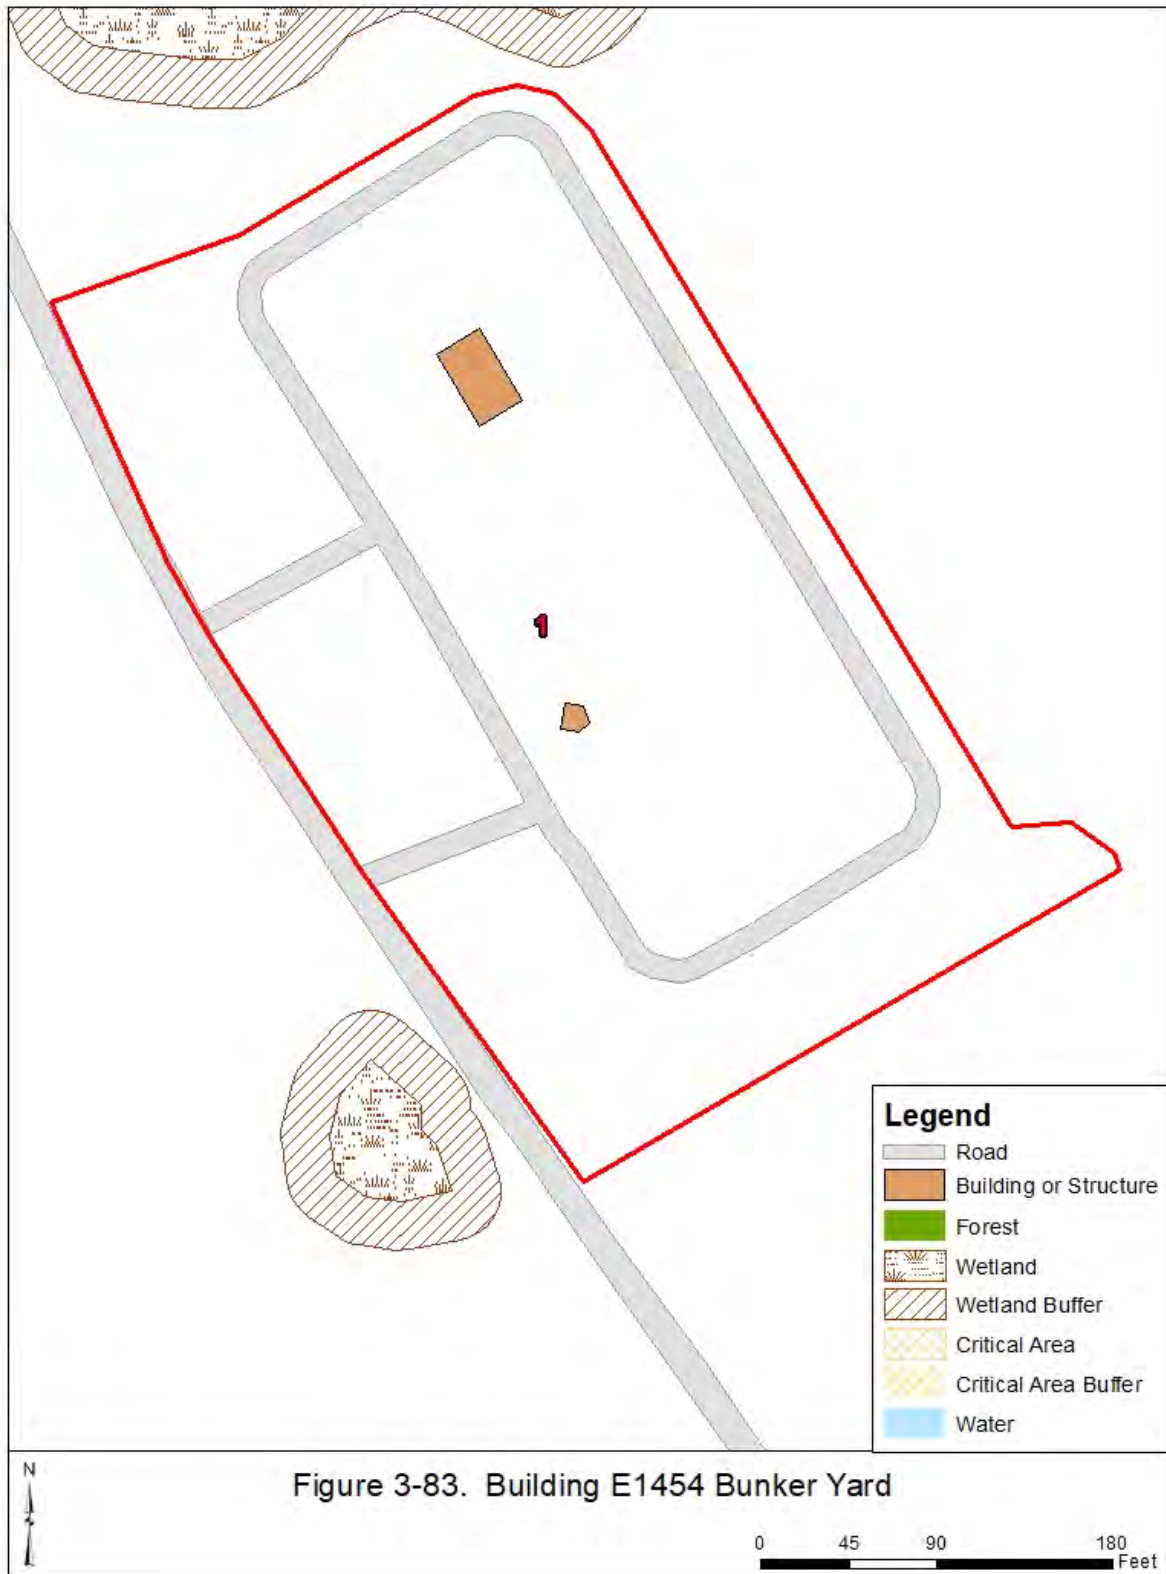 1
Legend
Road
Building or Structure
Forest
Wetland
Wetland Buffer
Critical Area
Critical Area Buffer
Water
N
Figure 3-83. Building E1454 Bunker Yard
0 45 90 180
Feet